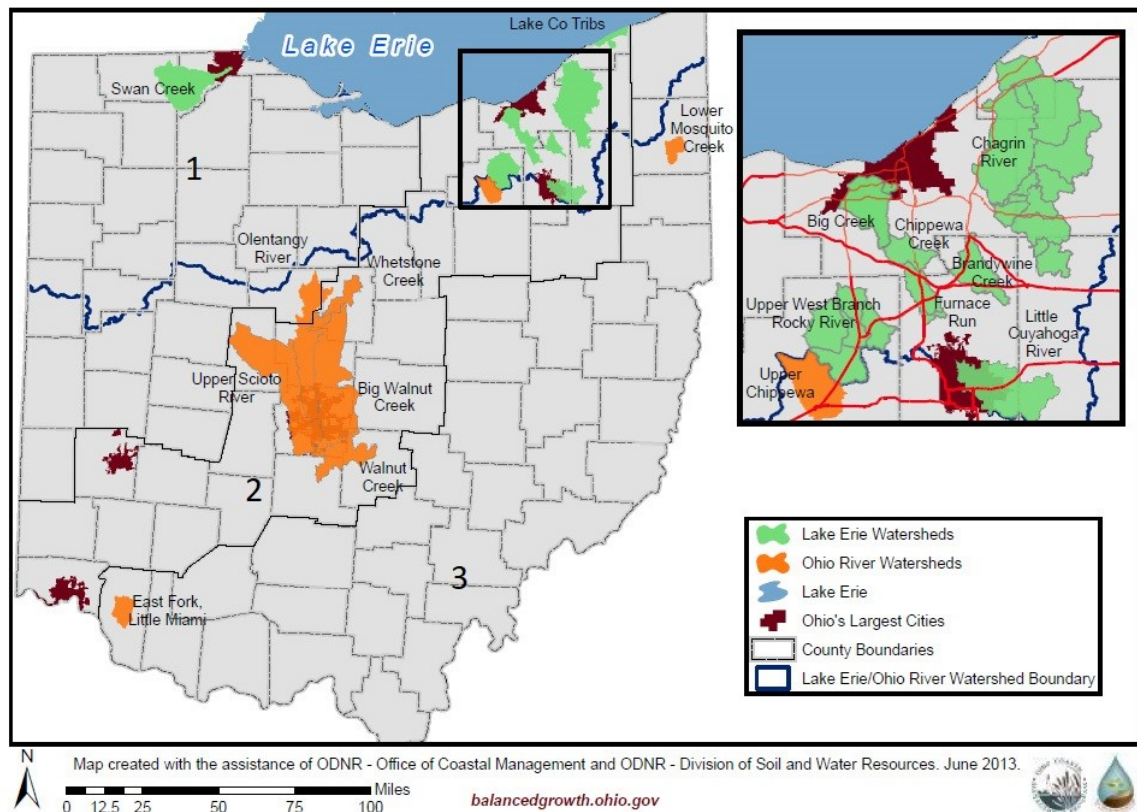 Lake Co Tribs
Lake Erie
Swan Creek
Lower
Mosquito
Creek
1
Olentangy
River
Whetstone
Creek
Upper Scioto
River
Big Walnut
Creek
Walnut
Creek
2
3
East Fork,
Little Miami
Chagrin
River
Big Creek
Chippewa
Creek
Brandywine
Creek
Upper West Branch
Rocky River
Furnace
Run
Little
Cuyahoga
River
Upper
Chippewa
Lake Erie Watersheds
Ohio River Watersheds
Lake Erie
Ohio's Largest Cities
County Boundaries
Lake Erie/Ohio River Watershed Boundary
N
Map created with the assistance of ODNR - Office of Coastal Management and ODNR - Division of Soil and Water Resources. June 2013.
Miles
0 12.5 25 50 75 100
balancedgrowth.ohio.gov